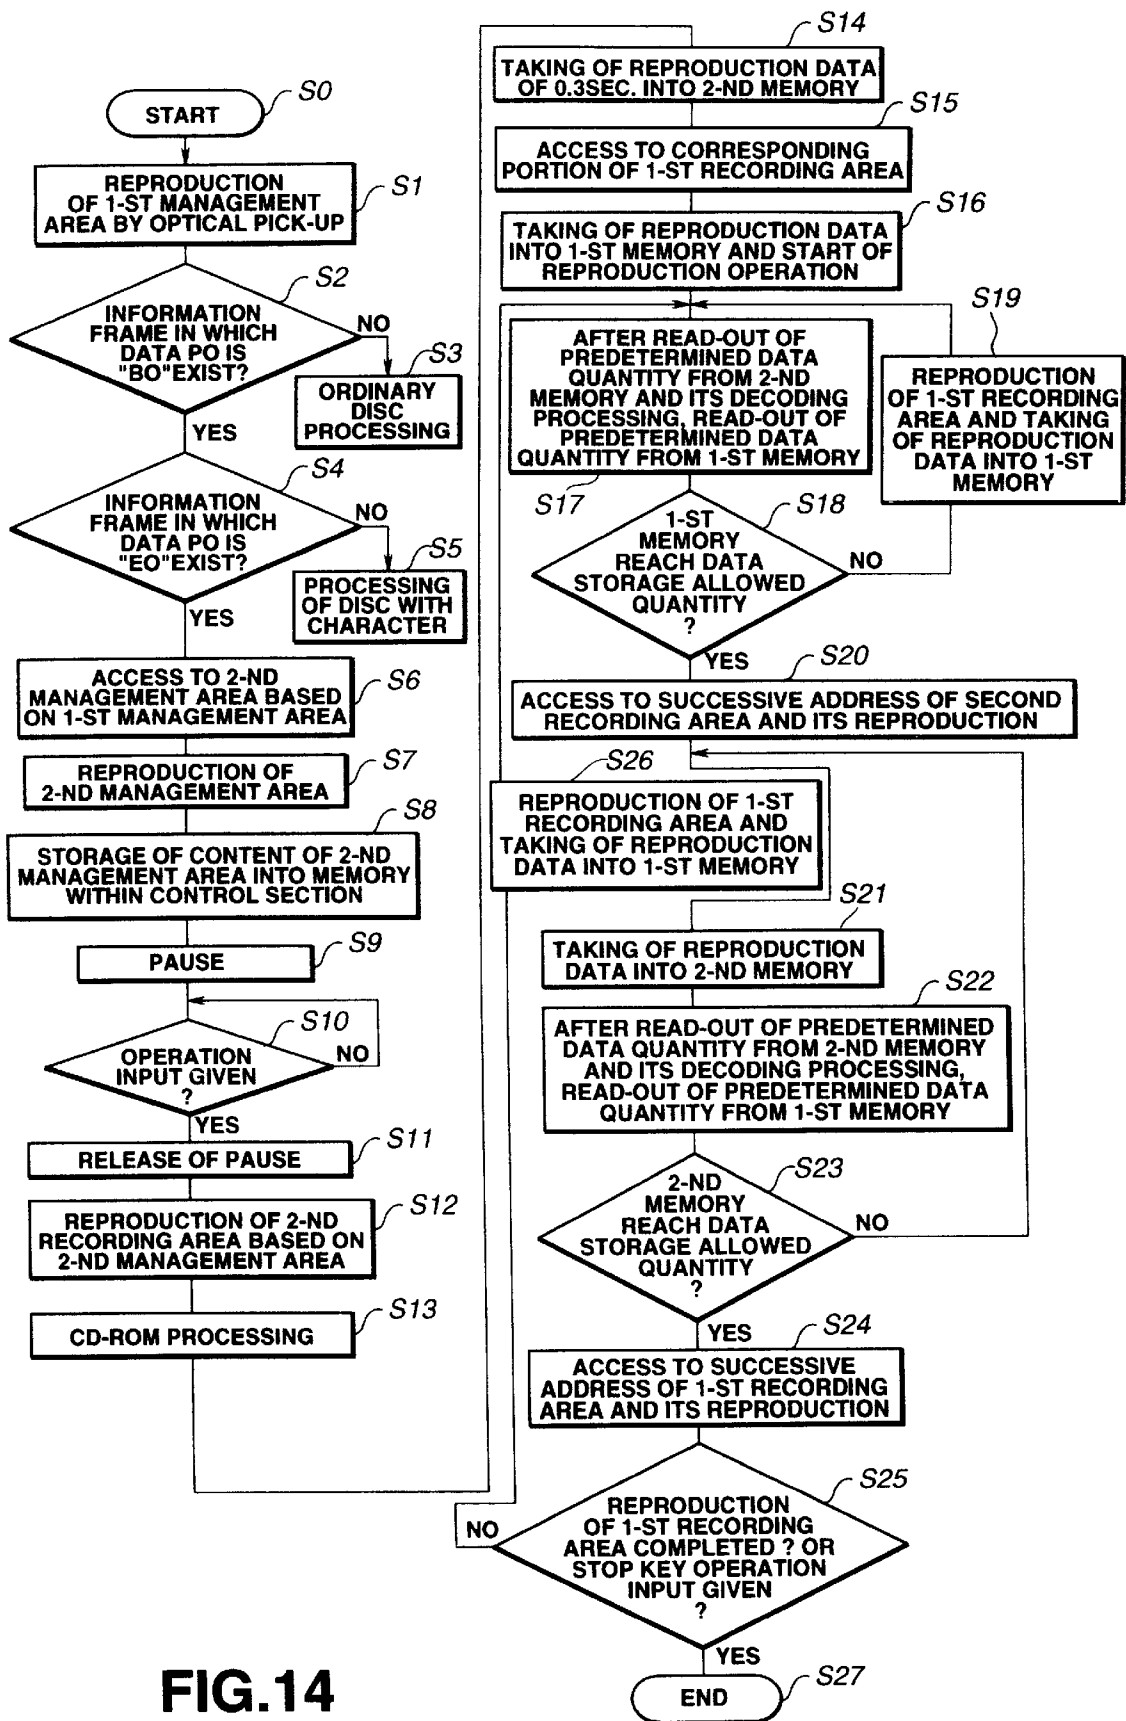 START
S0
REPRODUCTION
OF 1-ST MANAGEMENT
AREA BY OPTICAL PICK-UP
S1
S2
INFORMATION
FRAME IN WHICH
DATA PO IS
"BO"EXIST?
NO
S3
ORDINARY
DISC
PROCESSING
YES
S4
INFORMATION
FRAME IN WHICH
DATA PO IS
"EO"EXIST?
NO
S5
PROCESSING
OF DISC WITH
CHARACTER
YES
ACCESS TO 2-ND
MANAGEMENT AREA BASED
ON 1-ST MANAGEMENT AREA
S6
REPRODUCTION OF
2-ND MANAGEMENT AREA
S7
S8
STORAGE OF CONTENT OF 2-ND
MANAGEMENT AREA INTO MEMORY
WITHIN CONTROL SECTION
S9
PAUSE
S10
OPERATION
INPUT GIVEN
?
NO
YES
S11
RELEASE OF PAUSE
REPRODUCTION OF 2-ND
RECORDING AREA BASED ON
2-ND MANAGEMENT AREA
S12
S13
CD-ROM PROCESSING
S14
TAKING OF REPRODUCTION DATA
OF 0.3SEC. INTO 2-ND MEMORY
S15
ACCESS TO CORRESPONDING
PORTION OF 1-ST RECORDING AREA
S16
TAKING OF REPRODUCTION DATA
INTO 1-ST MEMORY AND START OF
REPRODUCTION OPERATION
AFTER READ-OUT OF
PREDETERMINED DATA
QUANTITY FROM 2-ND
MEMORY AND ITS DECODING
PROCESSING, READ-OUT OF
PREDETERMINED DATA
QUANTITY FROM 1-ST MEMORY
S17
S19
REPRODUCTION
OF 1-ST RECORDING
AREA AND TAKING
OF REPRODUCTION
DATA INTO 1-ST
MEMORY
S18
1-ST
MEMORY
REACH DATA
STORAGE ALLOWED
QUANTITY
?
NO
YES
S20
ACCESS TO SUCCESSIVE ADDRESS OF SECOND
RECORDING AREA AND ITS REPRODUCTION
S26
REPRODUCTION OF 1-ST
RECORDING AREA AND
TAKING OF REPRODUCTION
DATA INTO 1-ST MEMORY
S21
TAKING OF REPRODUCTION
DATA INTO 2-ND MEMORY
S22
AFTER READ-OUT OF PREDETERMINED
DATA QUANTITY FROM 2-ND MEMORY
AND ITS DECODING PROCESSING,
READ-OUT OF PREDETERMINED DATA
QUANTITY FROM 1-ST MEMORY
S23
2-ND
MEMORY
REACH DATA
STORAGE ALLOWED
QUANTITY
?
NO
YES
S24
ACCESS TO SUCCESSIVE
ADDRESS OF 1-ST RECORDING
AREA AND ITS REPRODUCTION
S25
REPRODUCTION
OF 1-ST RECORDING
AREA COMPLETED ? OR
STOP KEY OPERATION
INPUT GIVEN
?
NO
YES
END
S27
FIG.14